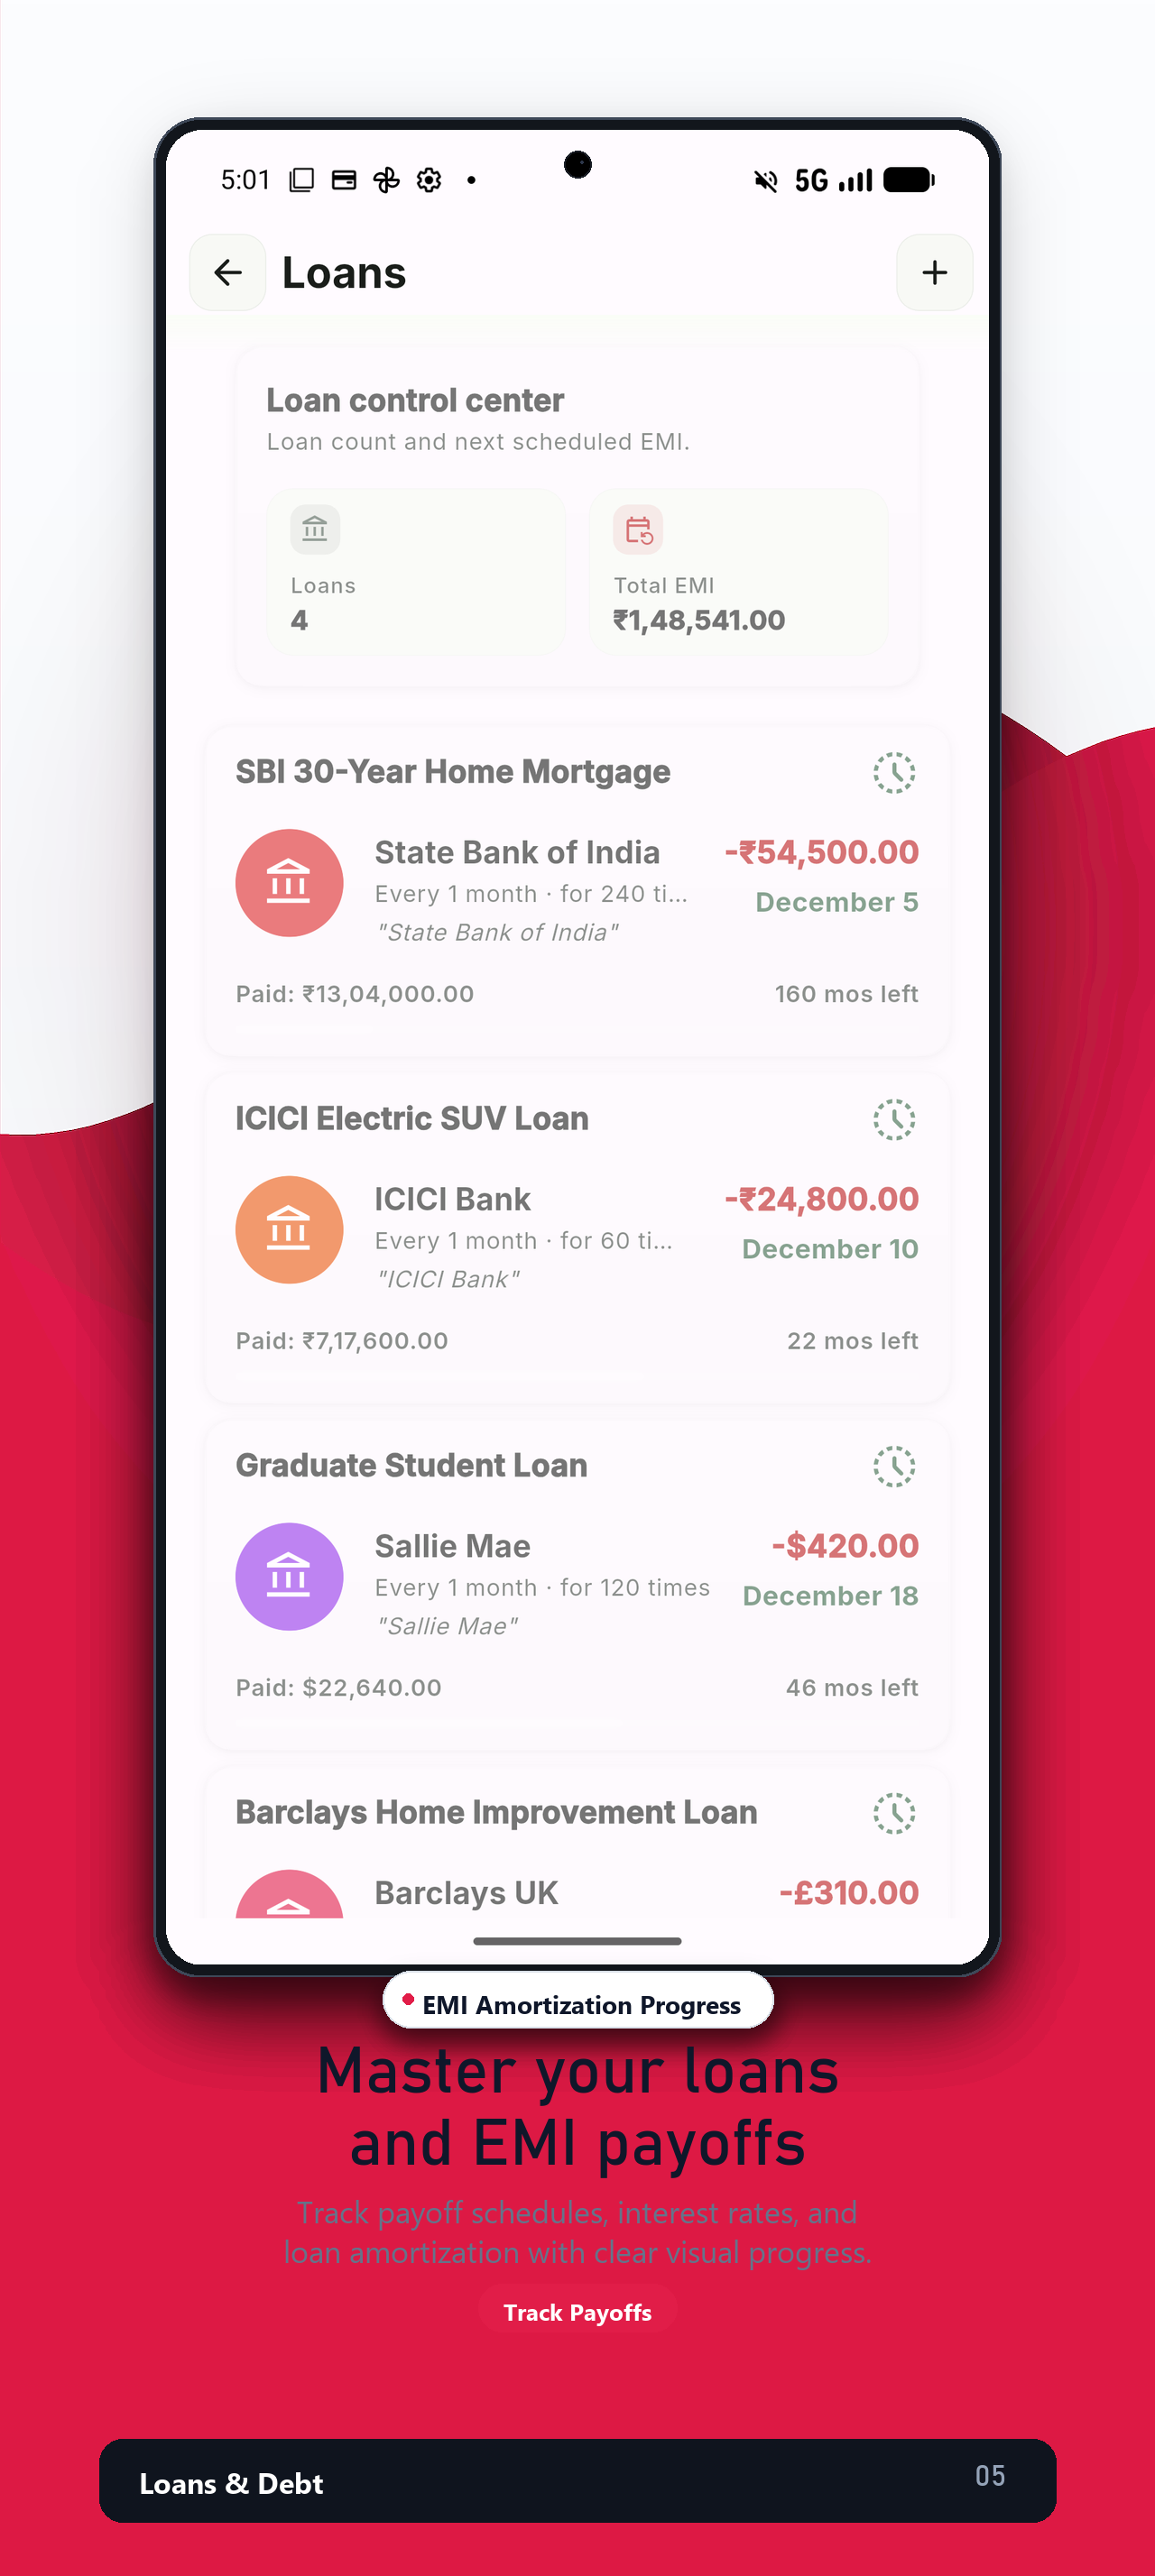 5:01
5G
Loans
Loan control center
Loan count and next scheduled EMI.
Loans
4
Total EMI
₹1,48,541.00
SBI 30-Year Home Mortgage
State Bank of India
-₹54,500.00
Every 1 month · for 240 ti...
December 5
"State Bank of India"
Paid: ₹13,04,000.00
160 mos left
ICICI Electric SUV Loan
ICICI Bank
-₹24,800.00
Every 1 month · for 60 ti...
December 10
"ICICI Bank"
Paid: ₹7,17,600.00
22 mos left
Graduate Student Loan
Sallie Mae
-$420.00
Every 1 month · for 120 times
December 18
"Sallie Mae"
Paid: $22,640.00
46 mos left
Barclays Home Improvement Loan
Barclays UK
-£310.00
EMI Amortization Progress
Master your loans
and EMI payoffs
Track payoff schedules, interest rates, and
loan amortization with clear visual progress.
Track Payoffs
Loans & Debt
05